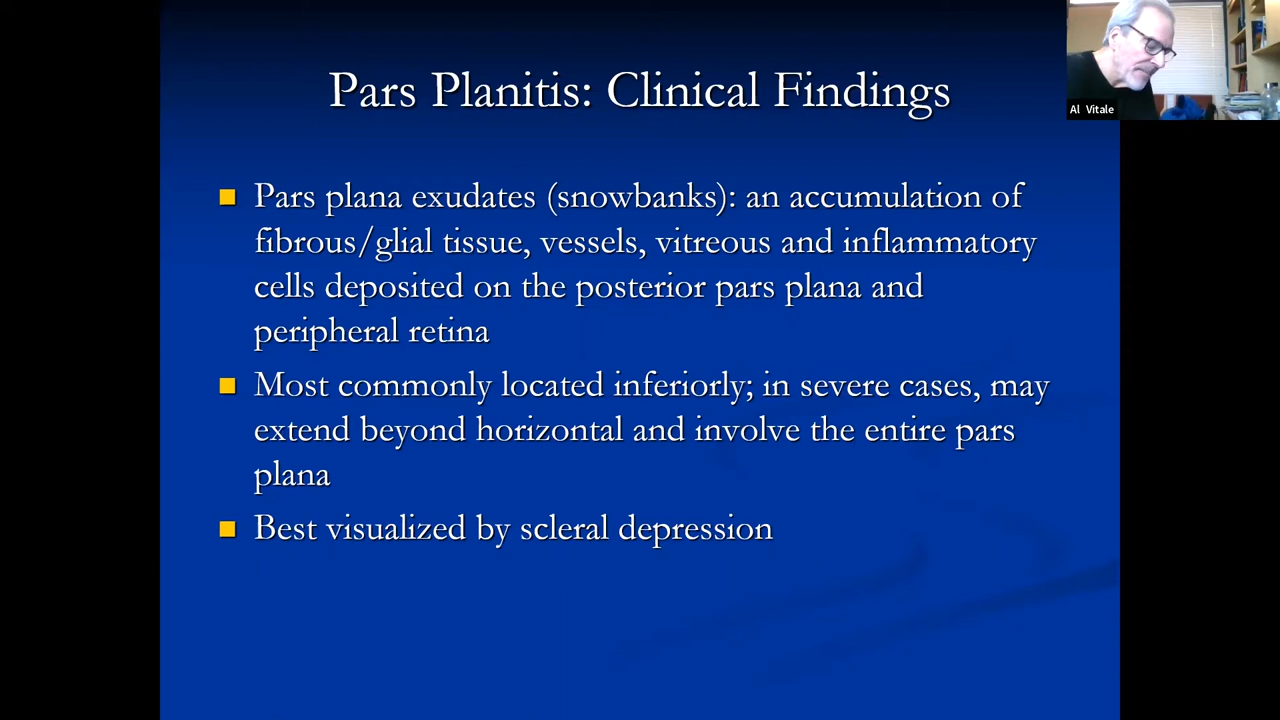 Pars Planitis: Clinical Findings
Al Vitale
Pars plana exudates (snowbanks): an accumulation of
fibrous/glial tissue, vessels, vitreous and inflammatory
cells deposited on the posterior pars plana and
peripheral retina
Most commonly located inferiorly; in severe cases, may
extend beyond horizontal and involve the entire pars
plana
Best visualized by scleral depression